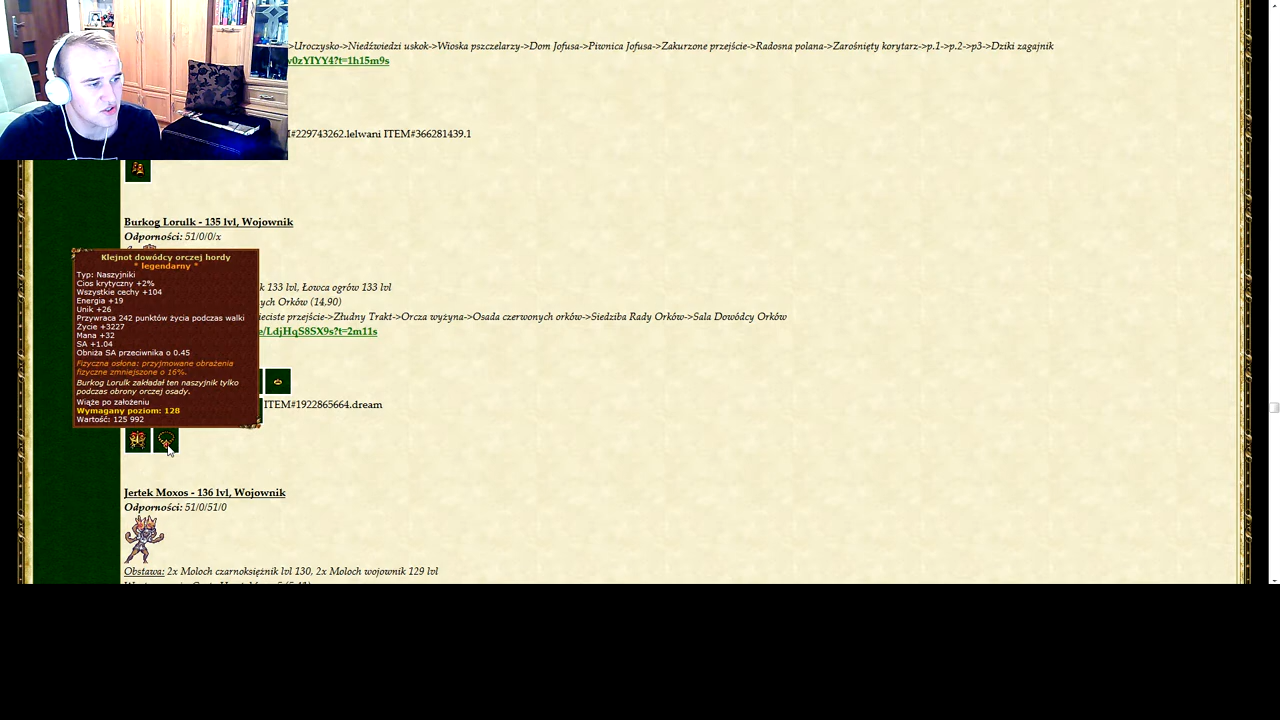 >Uroczysko->Niedźwiedzi uskok->Wioska pszczelarzy->Dom Jofusa->Piwnica Jofusa->Zakurzone przejście->Radosna polana->Zarośnięty korytarz->p.1->p.2->p3->Dziki zagajnik
v0zYIYY4?t=1h15m9s
#229743262.lelwani ITEM#366281439.1
Burkog Lorulk - 135 lvl, Wojownik
Odporności: 51/0/0/x
Klejnot dowódcy orczej hordy
* legendarny *
Typ: Naszyjniki
Cios krytyczny +2%
Wszystkie cechy +104
Energia +19
Unik +26
Przywraca 242 punktów życia podczas walki
Życie +3227
Mana +32
SA +1.04
Obniża SA przeciwnika o 0.45
Fizyczna osłona: przyjmowane obrażenia
fizyczne zmniejszone o 16%.
Burkog Lorulk zakładał ten naszyjnik tylko
podczas obrony orczej osady.
Wiąże po założeniu
Wymagany poziom: 128
Wartość: 125 992
k 133 lvl, Łowca ogrów 133 lvl
ych Orków (14,90)
ieciste przejście->Złudny Trakt->Orcza wyżyna->Osada czerwonych orków->Siedziba Rady Orków->Sala Dowódcy Orków
e/LdjHqS8SX9s?t=2m11s
ITEM#1922865664.dream
Jertek Moxos - 136 lvl, Wojownik
Odporności: 51/0/51/0
Obstawa: 2x Moloch czarnoksiężnik lvl 130, 2x Moloch wojownik 129 lvl